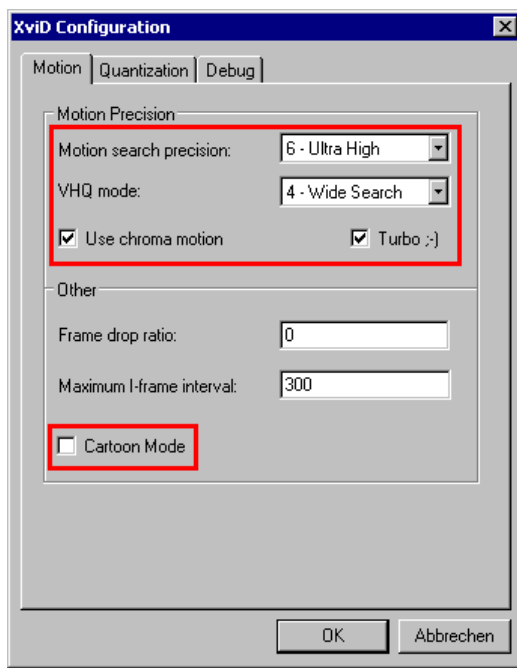 XviD Configuration
Motion Quantization Debug
Motion Precision
Motion search precision: 6 - Ultra High
VHQ mode: 4 - Wide Search
Use chroma motion Turbo ;-)
Other
Frame drop ratio: 0
Maximum I-frame interval: 300
Cartoon Mode
OK Abbrechen